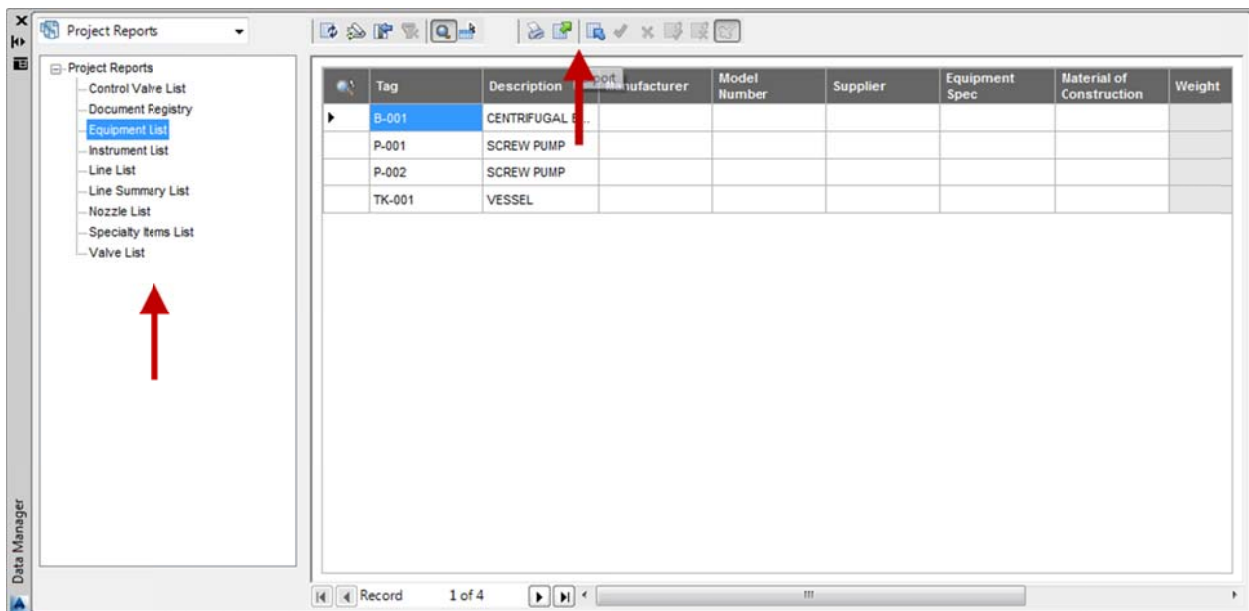 Project Reports
Project Reports
Control Valve List
Document Registry
Equipment List
Instrument List
Line List
Line Summary List
Nozzle List
Specialty Items List
Valve List
Data Manager
Tag Description Model Number Supplier Equipment Spec Material of Construction Weight
B-001 CENTRIFUGAL
P-001 SCREW PUMP
P-002 SCREW PUMP
TK-001 VESSEL
Record 1 of 4